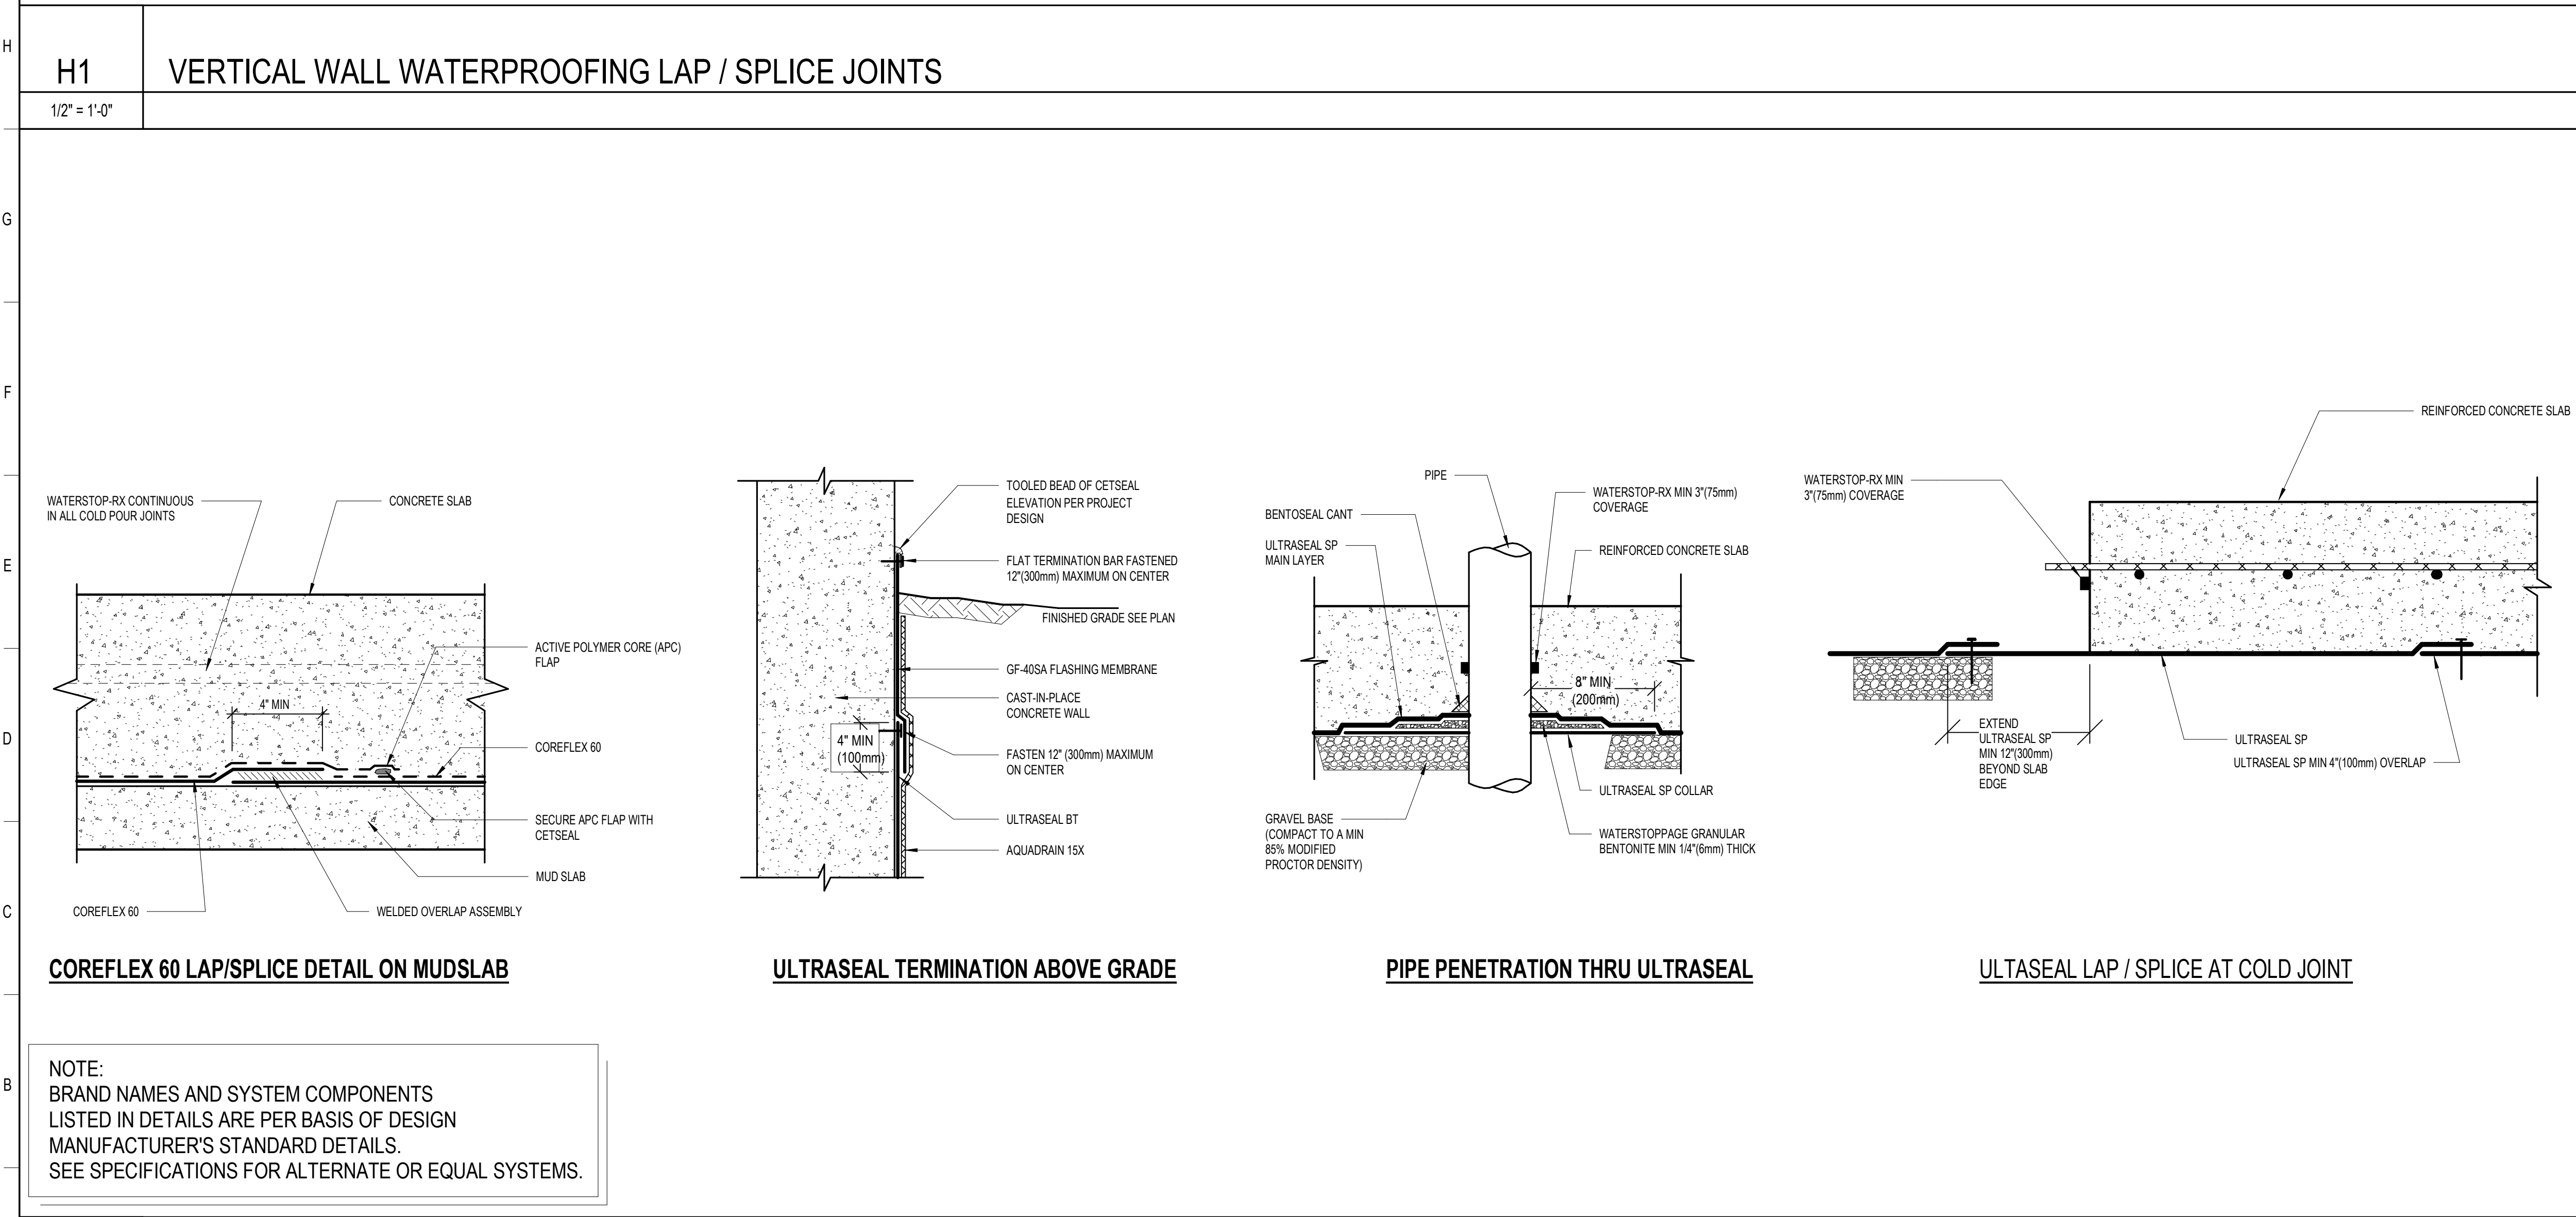 H
G
F
E
D
C
B
H1
VERTICAL WALL WATERPROOFING LAP / SPLICE JOINTS
1/2" = 1'-0"
WATERSTOP-RX CONTINUOUS
IN ALL COLD POUR JOINTS
CONCRETE SLAB
ACTIVE POLYMER CORE (APC)
FLAP
4" MIN
COREFLEX 60
SECURE APC FLAP WITH
CETSEAL
MUD SLAB
COREFLEX 60
WELDED OVERLAP ASSEMBLY
COREFLEX 60 LAP/SPLICE DETAIL ON MUDSLAB
TOOLED BEAD OF CETSEAL
ELEVATION PER PROJECT
DESIGN
FLAT TERMINATION BAR FASTENED
12"(300mm) MAXIMUM ON CENTER
FINISHED GRADE SEE PLAN
GF-40SA FLASHING MEMBRANE
CAST-IN-PLACE
CONCRETE WALL
4" MIN
(100mm)
FASTEN 12" (300mm) MAXIMUM
ON CENTER
ULTRASEAL BT
AQUADRAIN 15X
ULTRASEAL TERMINATION ABOVE GRADE
PIPE
WATERSTOP-RX MIN 3"(75mm)
COVERAGE
BENTOSEAL CANT
ULTRASEAL SP
MAIN LAYER
REINFORCED CONCRETE SLAB
8" MIN
(200mm)
ULTRASEAL SP COLLAR
GRAVEL BASE
(COMPACT TO A MIN
85% MODIFIED
PROCTOR DENSITY)
WATERSTOPPAGE GRANULAR
BENTONITE MIN 1/4"(6mm) THICK
PIPE PENETRATION THRU ULTRASEAL
REINFORCED CONCRETE SLAB
WATERSTOP-RX MIN
3"(75mm) COVERAGE
EXTEND
ULTRASEAL SP
MIN 12"(300mm)
BEYOND SLAB
EDGE
ULTRASEAL SP
ULTRASEAL SP MIN 4"(100mm) OVERLAP
ULTASEAL LAP / SPLICE AT COLD JOINT
NOTE:
BRAND NAMES AND SYSTEM COMPONENTS
LISTED IN DETAILS ARE PER BASIS OF DESIGN
MANUFACTURER'S STANDARD DETAILS.
SEE SPECIFICATIONS FOR ALTERNATE OR EQUAL SYSTEMS.